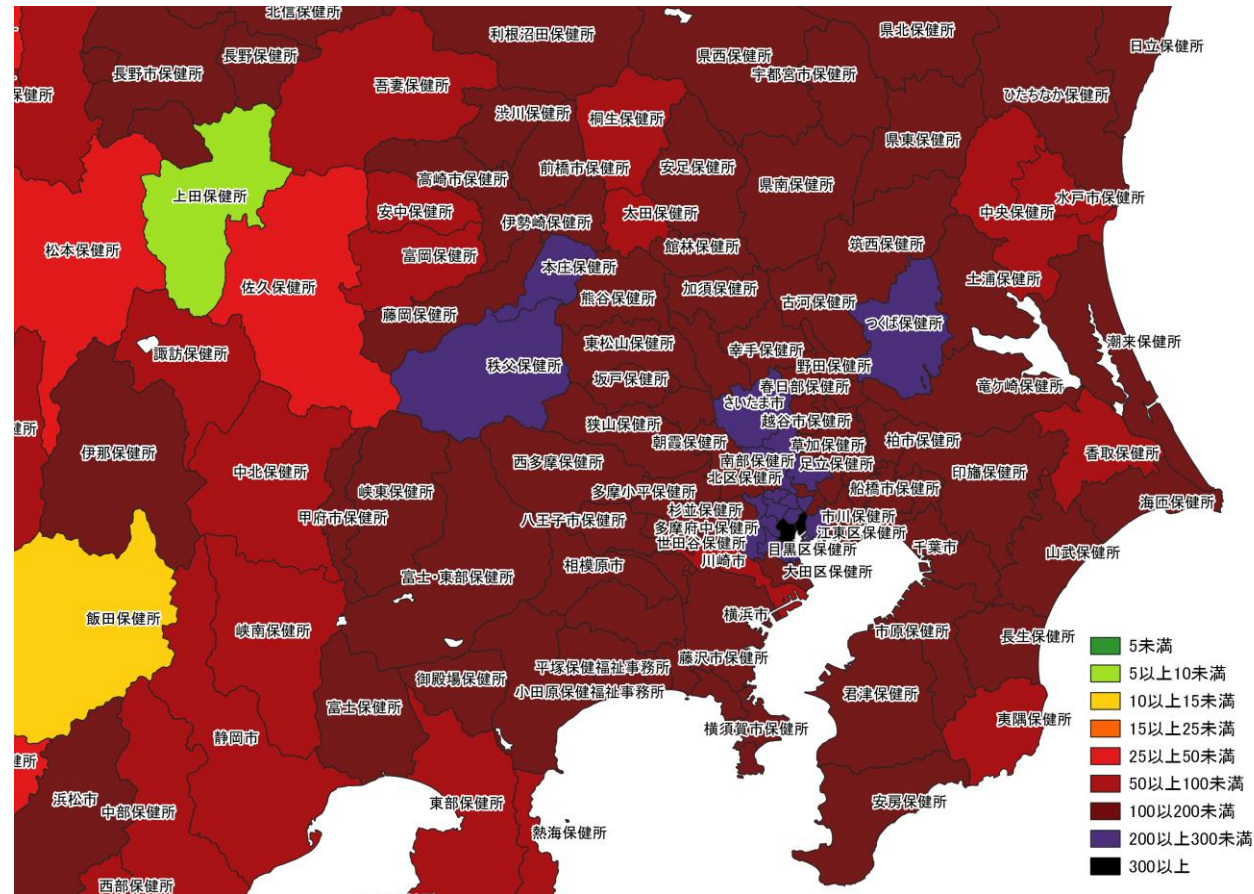 北信保健所
利根沼田保健所
県西保健所
県北保健所
日立保健所
長野保健所
長野市保健所
吾妻保健所
宇都宮市保健所
ひたちなか保健所
保健所
渋川保健所
桐生保健所
県東保健所
前橋市保健所
安足保健所
高崎市保健所
県南保健所
上田保健所
安中保健所
太田保健所
中央保健所
水戸市保健所
伊勢崎保健所
松本保健所
富岡保健所
館林保健所
筑西保健所
本庄保健所
土浦保健所
佐久保健所
熊谷保健所
加須保健所
古河保健所
藤岡保健所
つくば保健所
東松山保健所
幸手保健所
潮来保健所
諏訪保健所
秩父保健所
野田保健所
坂戸保健所
春日部保健所
竜ケ崎保健所
さいたま市
狭山保健所
越谷市保健所
健所
朝霞保健所
草加保健所
柏市保健所
伊那保健所
香取保健所
西多摩保健所
南部保健所
足立保健所
中北保健所
峡東保健所
北区保健所
印旛保健所
多摩小平保健所
船橋市保健所
海匝保健所
杉並保健所
甲府市保健所
八王子市保健所
市川保健所
多摩府中保健所
江東区保健所
世田谷保健所
目黒区保健所
千葉市
山武保健所
川崎市
相模原市
大田区保健所
富士・東部保健所
飯田保健所
横浜市
峡南保健所
市原保健所
長生保健所
藤沢市保健所
御殿場保健所
平塚保健福祉事務所
小田原保健福祉事務所
君津保健所
富士保健所
夷隅保健所
横須賀市保健所
静岡市
健所
浜松市
中部保健所
東部保健所
安房保健所
熱海保健所
西部保健所
5未満
5以上10未満
10以上15未満
15以上25未満
25以上50未満
50以上100未満
100以200未満
200以上300未満
300以上